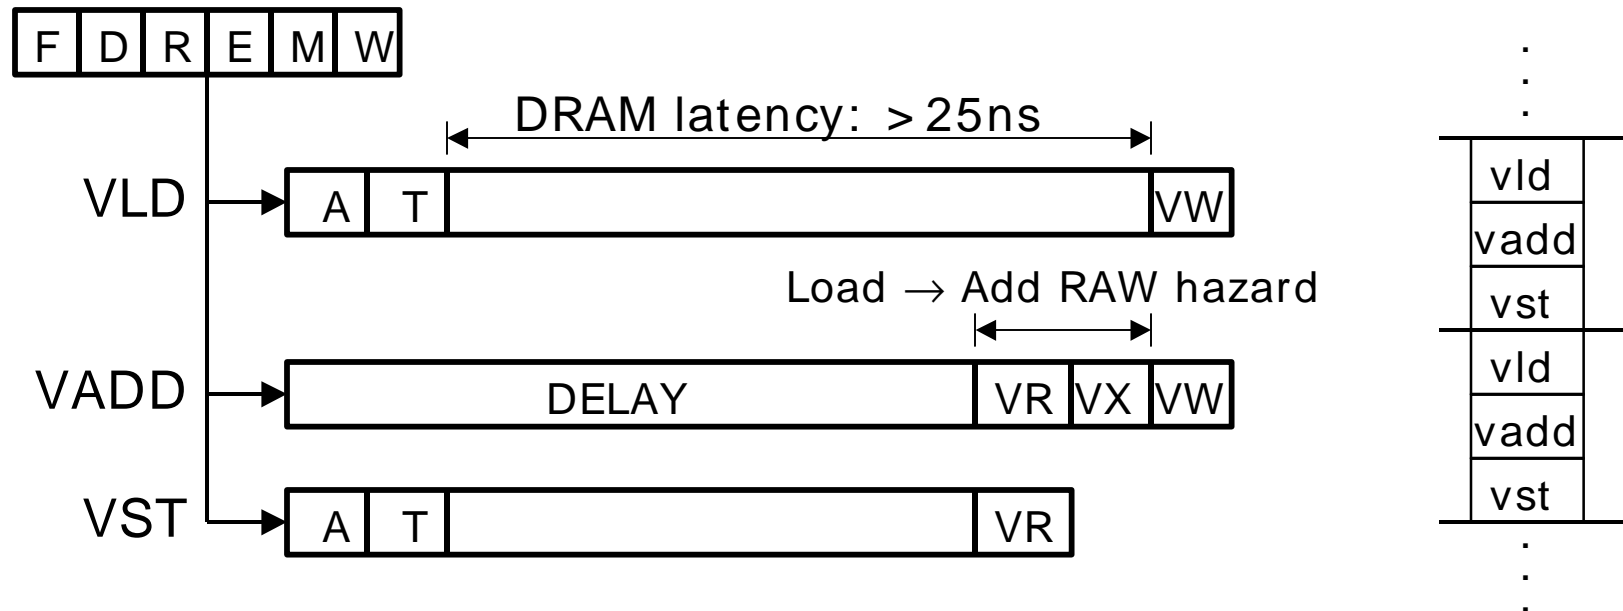 F D R E M W
DRAM latency: > 25ns
VLD A T VW
Load → Add RAW hazard
VADD DELAY VR VX VW
VST A T VR
.
.
.
vld
vadd
vst
vld
vadd
vst
.
.
.